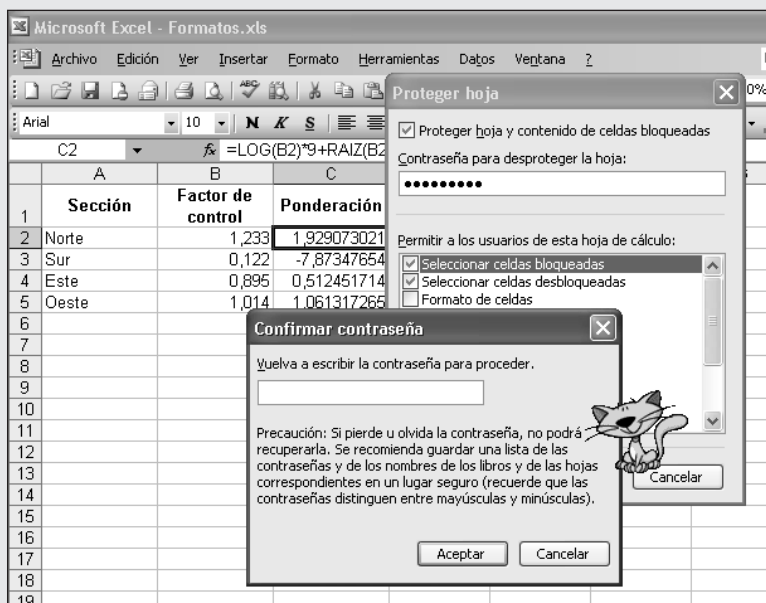 Microsoft Excel - Formatos.xls
Archivo Edición Ver Insertar Formato Herramientas Datos Ventana ?
ABC
Arial 10 N K S
0%
C2 fx =LOG(B2)*9+RAIZ(B2
A B C
1 Sección Factor de control Ponderación
2 Norte 1,233 1,929073021
3 Sur 0,122 -7,87347654
4 Este 0,895 0,512451714
5 Oeste 1,014 1,061317265
6
7
8
9
10
11
12
13
14
15
16
17
18
19
Proteger hoja
Proteger hoja y contenido de celdas bloqueadas
Contraseña para desproteger la hoja:
•••••••••
Permitir a los usuarios de esta hoja de cálculo:
Seleccionar celdas bloqueadas
Seleccionar celdas desbloqueadas
Formato de celdas
Cancelar
Confirmar contraseña
Vuelva a escribir la contraseña para proceder.
Precaución: Si pierde u olvida la contraseña, no podrá
recuperarla. Se recomienda guardar una lista de las
contraseñas y de los nombres de los libros y de las hojas
correspondientes en un lugar seguro (recuerde que las
contraseñas distinguen entre mayúsculas y minúsculas).
Aceptar Cancelar